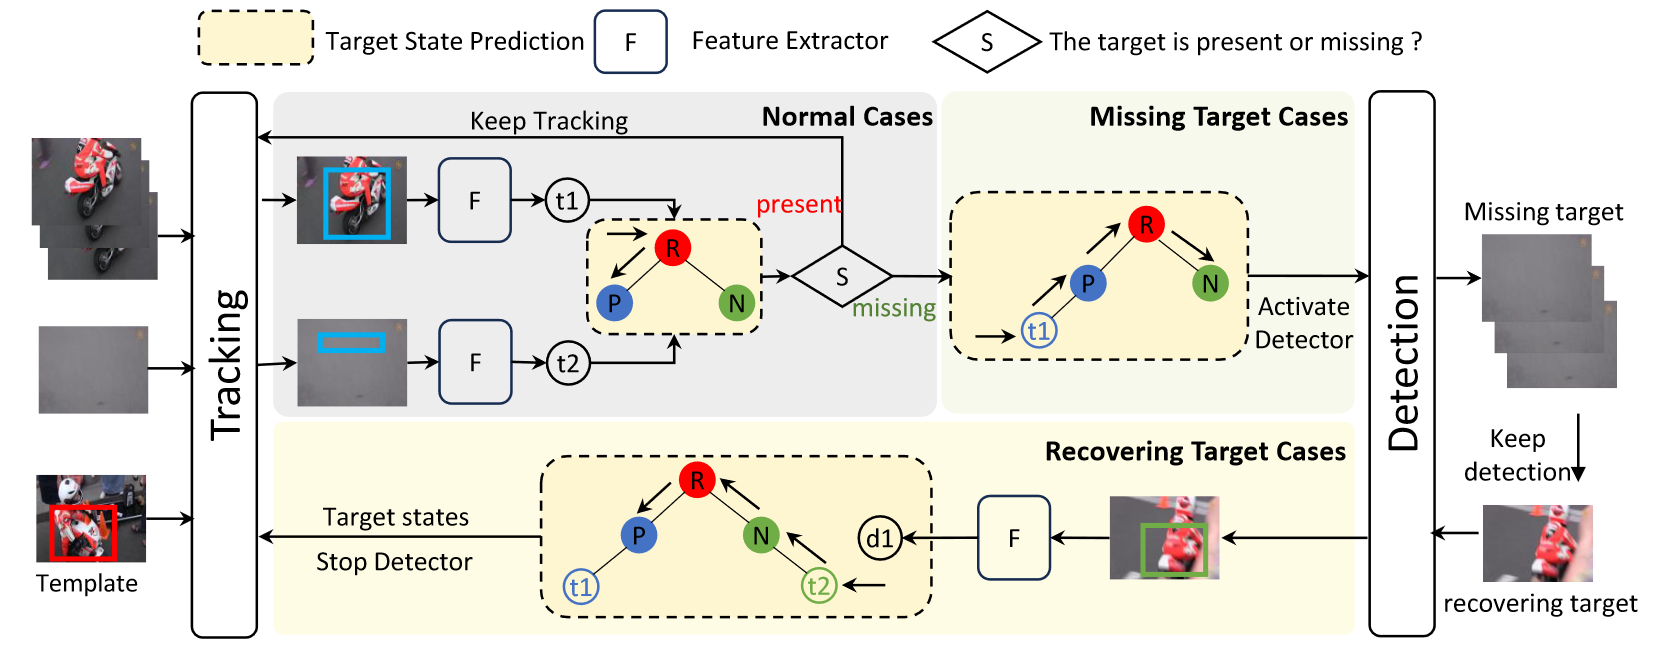 Target State Prediction
F
Feature Extractor
S
The target is present or missing ?
Normal Cases
Missing Target Cases
Keep Tracking
F
t1
present
R
P
N
S
missing
F
t2
R
P
N
t1
Activate
Detector
Tracking
Detection
Missing target
Keep
detection
recovering target
Recovering Target Cases
R
P
N
t1
t2
d1
F
Target states
Stop Detector
Template